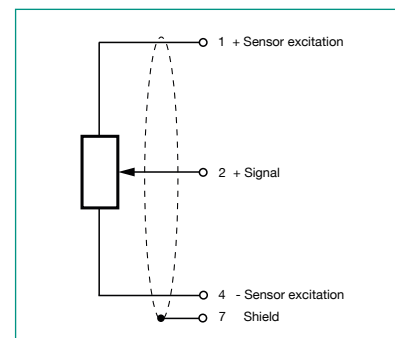 1 + Sensor excitation
2 + Signal
4 - Sensor excitation
7 Shield